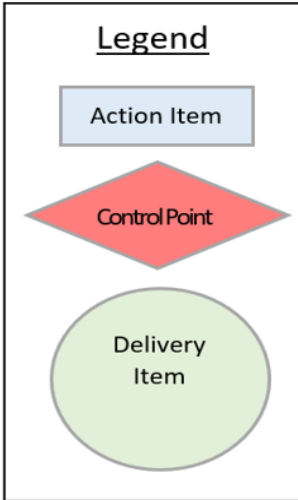 Legend
Action Item
Control Point
Delivery
Item